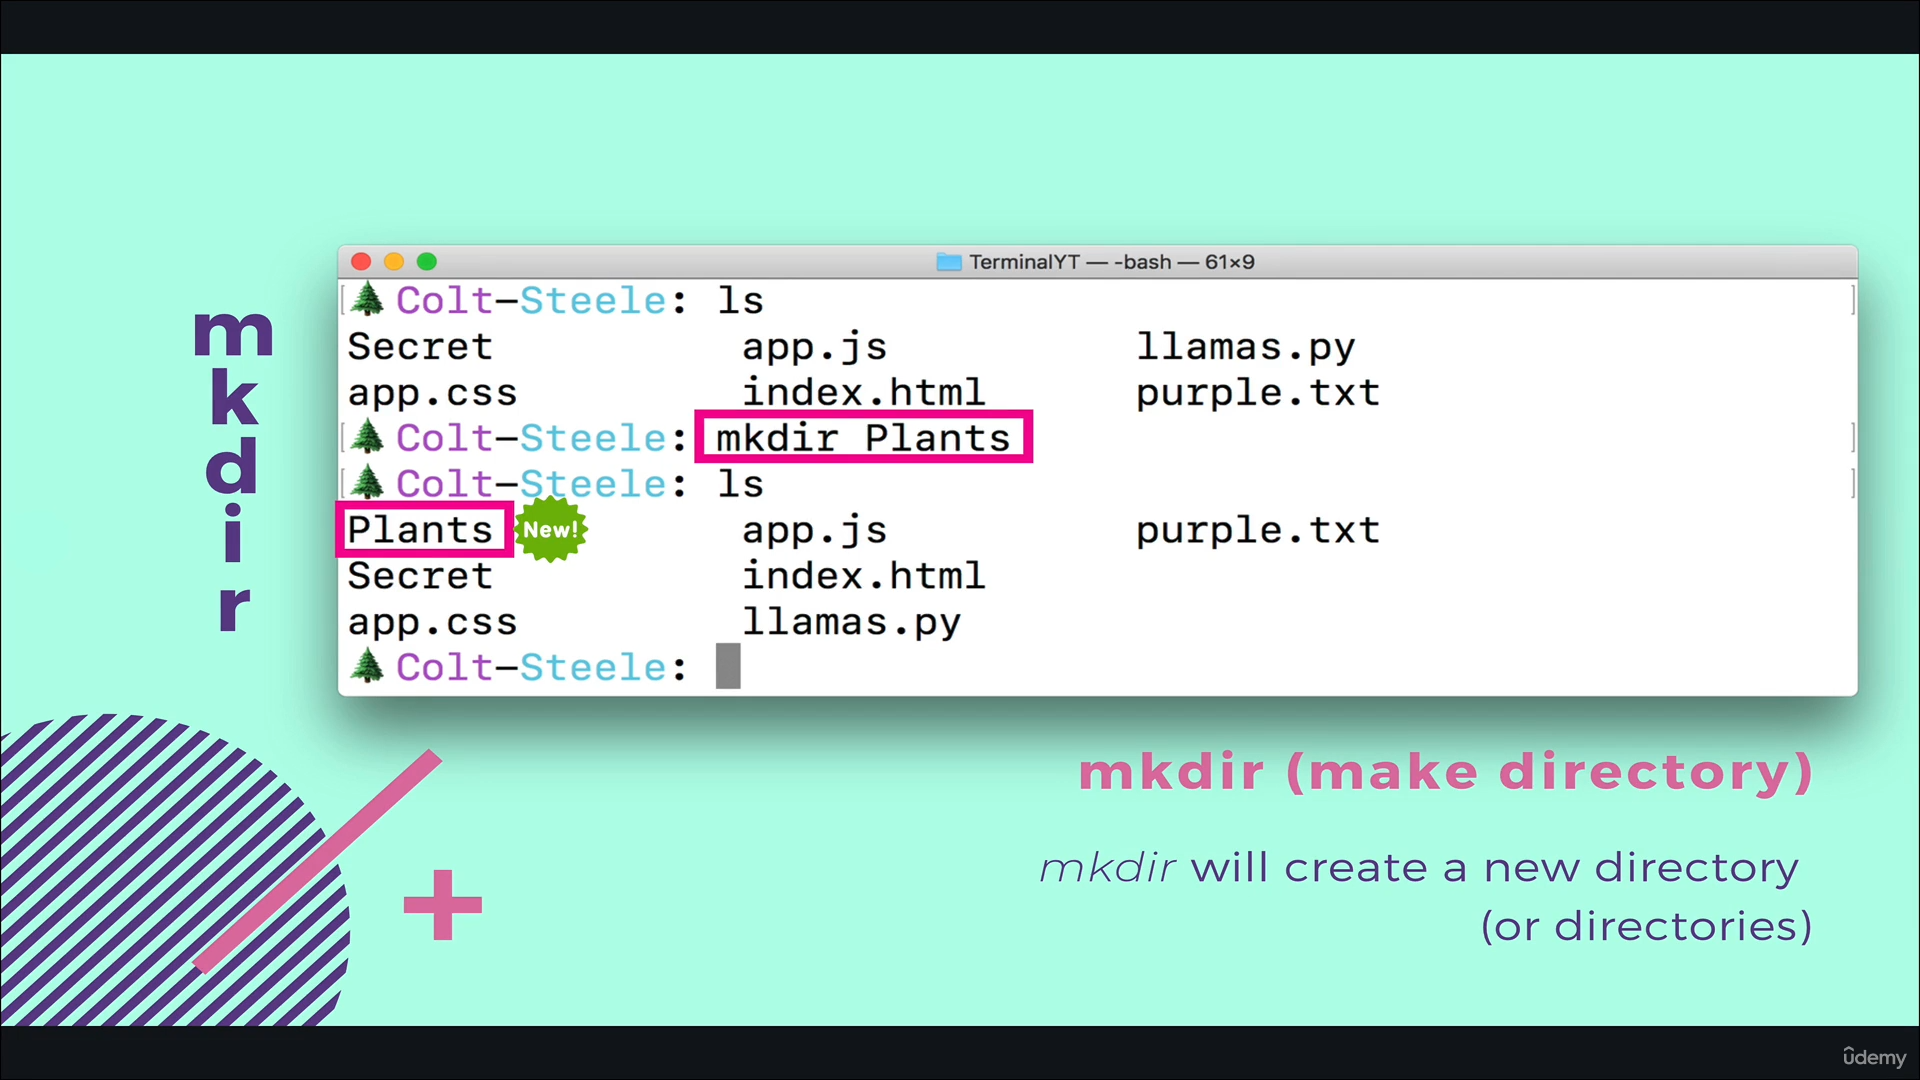 m
k
d
i
r
TerminalYT — -bash — 61×9
Colt-Steele: ls
Secret app.js llamas.py
app.css index.html purple.txt
Colt-Steele: mkdir Plants
Colt-Steele: ls
Plants New! app.js purple.txt
Secret index.html
app.css llamas.py
Colt-Steele:
mkdir (make directory)
mkdir will create a new directory
(or directories)
ûdemy